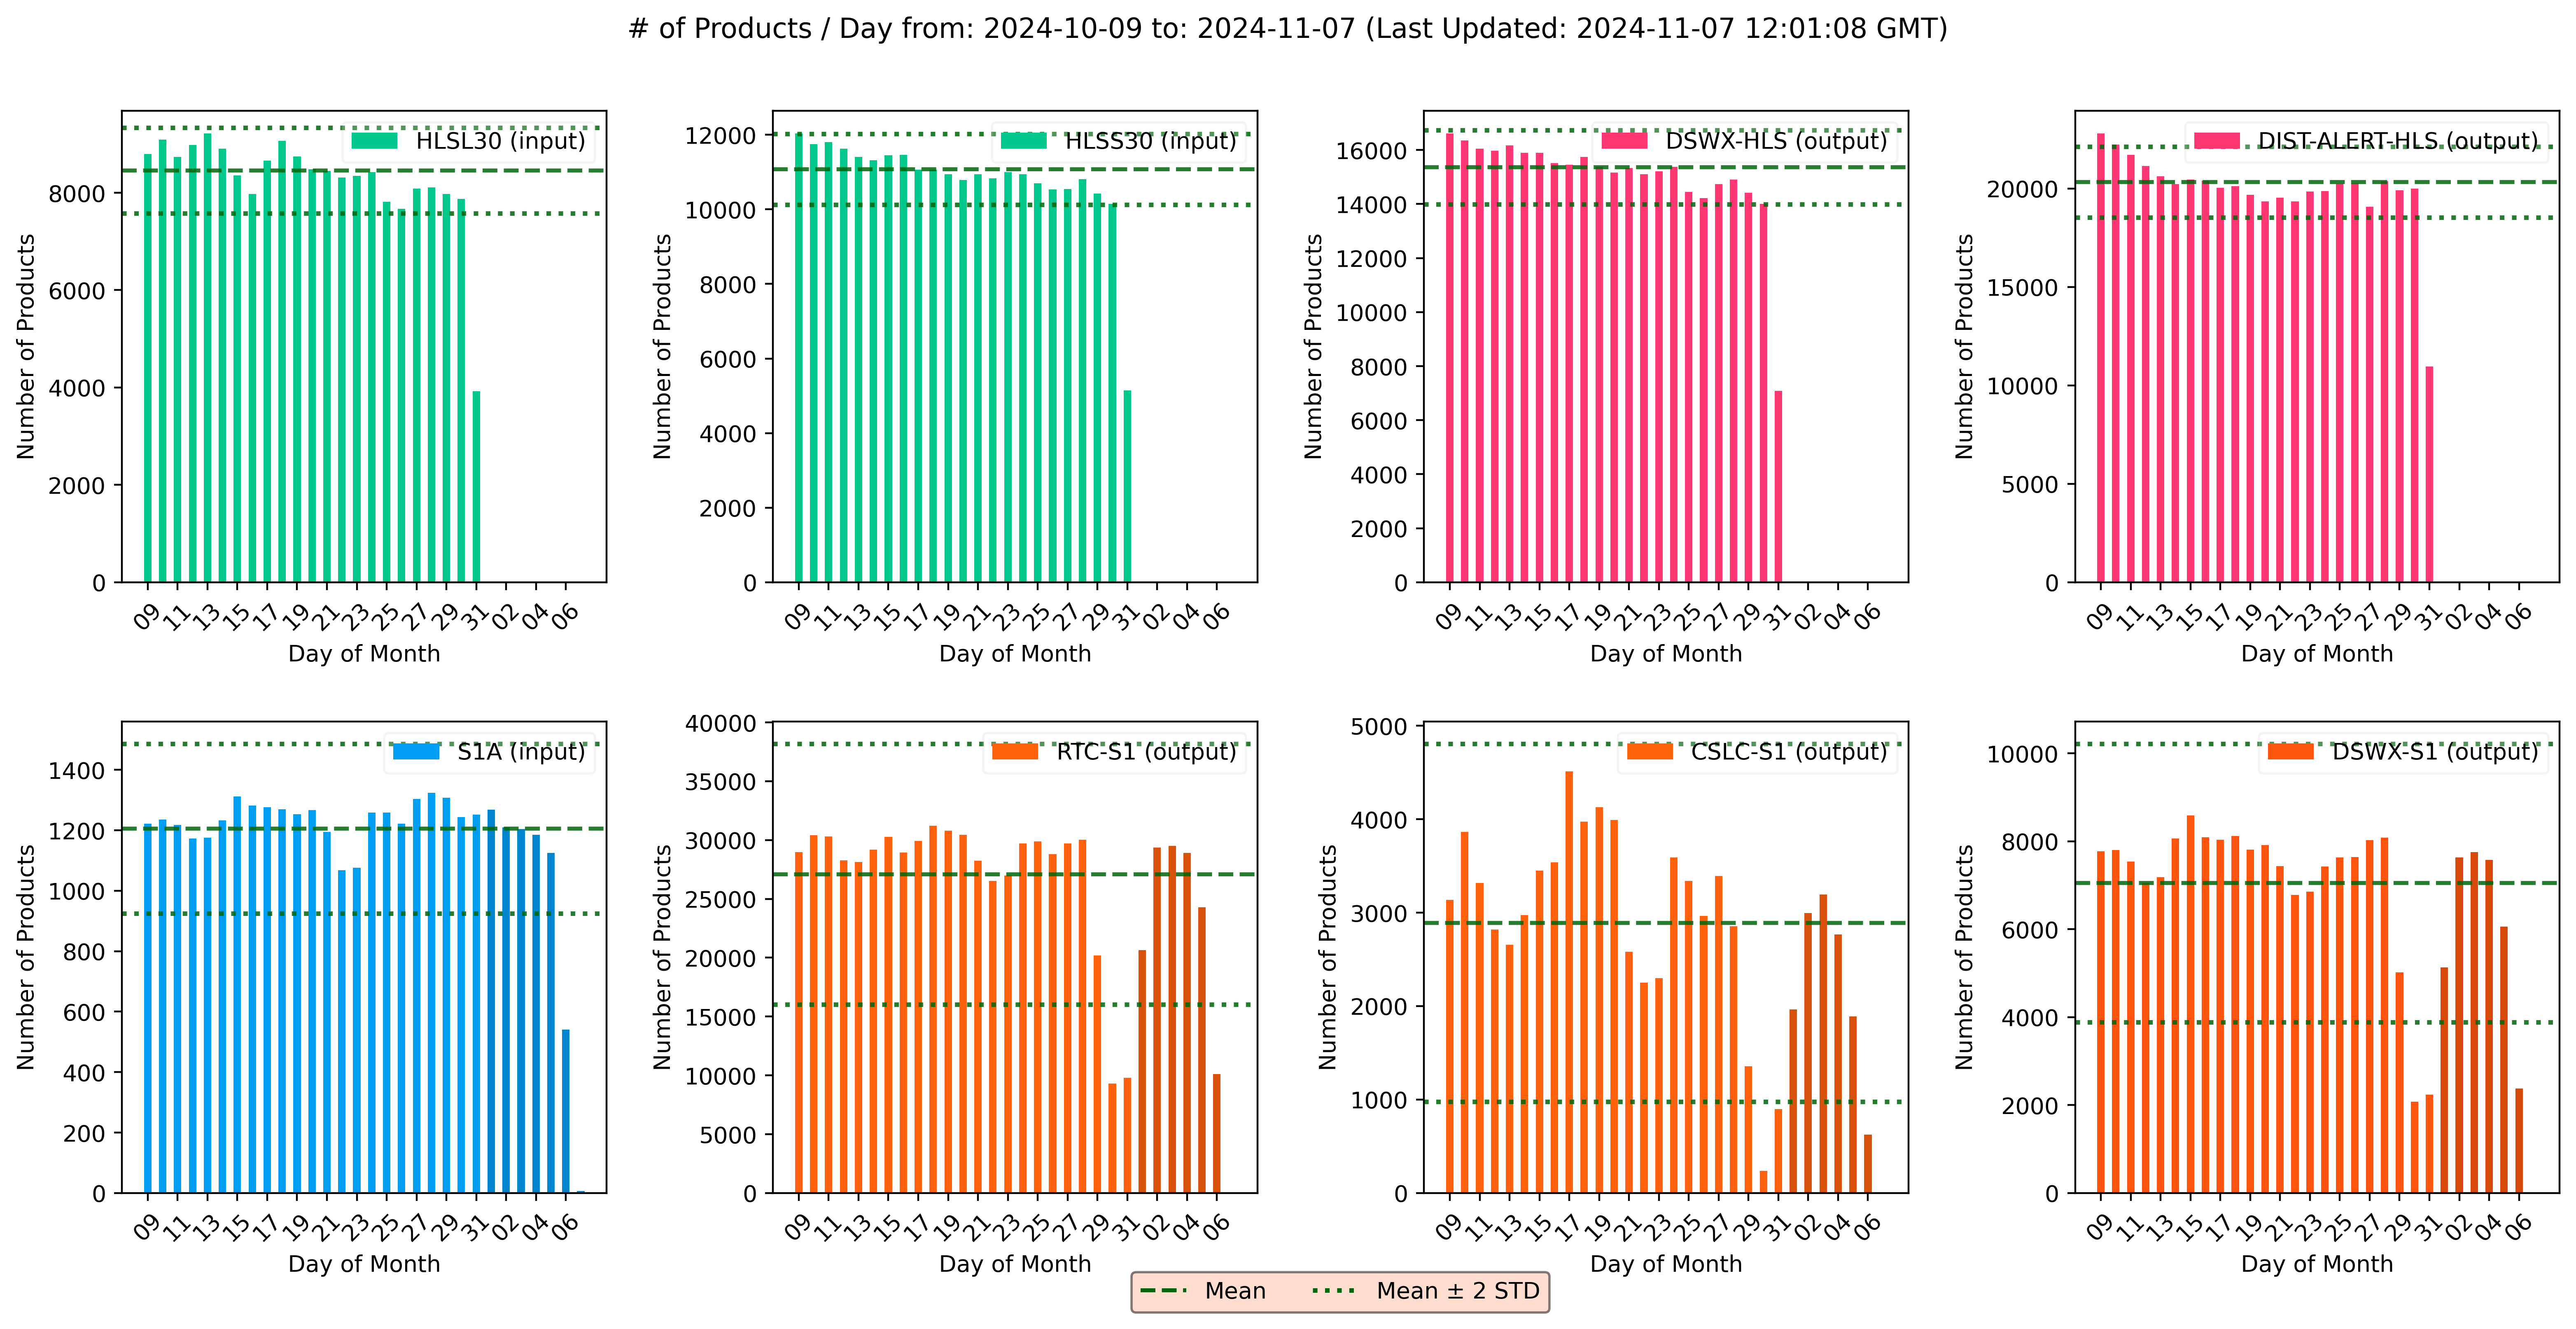 # of Products / Day from: 2024-10-09 to: 2024-11-07 (Last Updated: 2024-11-07 12:01:08 GMT)
HLSL30 (input)
Number of Products
8000
6000
4000
2000
0
09 11 13 15 17 19 21 23 25 27 29 31 02 04 06
Day of Month
HLSS30 (input)
Number of Products
12000
10000
8000
6000
4000
2000
0
09 11 13 15 17 19 21 23 25 27 29 31 02 04 06
Day of Month
DSWX-HLS (output)
Number of Products
16000
14000
12000
10000
8000
6000
4000
2000
0
09 11 13 15 17 19 21 23 25 27 29 31 02 04 06
Day of Month
DIST-ALERT-HLS (output)
Number of Products
20000
15000
10000
5000
0
09 11 13 15 17 19 21 23 25 27 29 31 02 04 06
Day of Month
S1A (input)
Number of Products
1400
1200
1000
800
600
400
200
0
09 11 13 15 17 19 21 23 25 27 29 31 02 04 06
Day of Month
RTC-S1 (output)
Number of Products
40000
35000
30000
25000
20000
15000
10000
5000
0
09 11 13 15 17 19 21 23 25 27 29 31 02 04 06
Day of Month
CSLC-S1 (output)
Number of Products
5000
4000
3000
2000
1000
0
09 11 13 15 17 19 21 23 25 27 29 31 02 04 06
Day of Month
DSWX-S1 (output)
Number of Products
10000
8000
6000
4000
2000
0
09 11 13 15 17 19 21 23 25 27 29 31 02 04 06
Day of Month
Mean Mean ± 2 STD